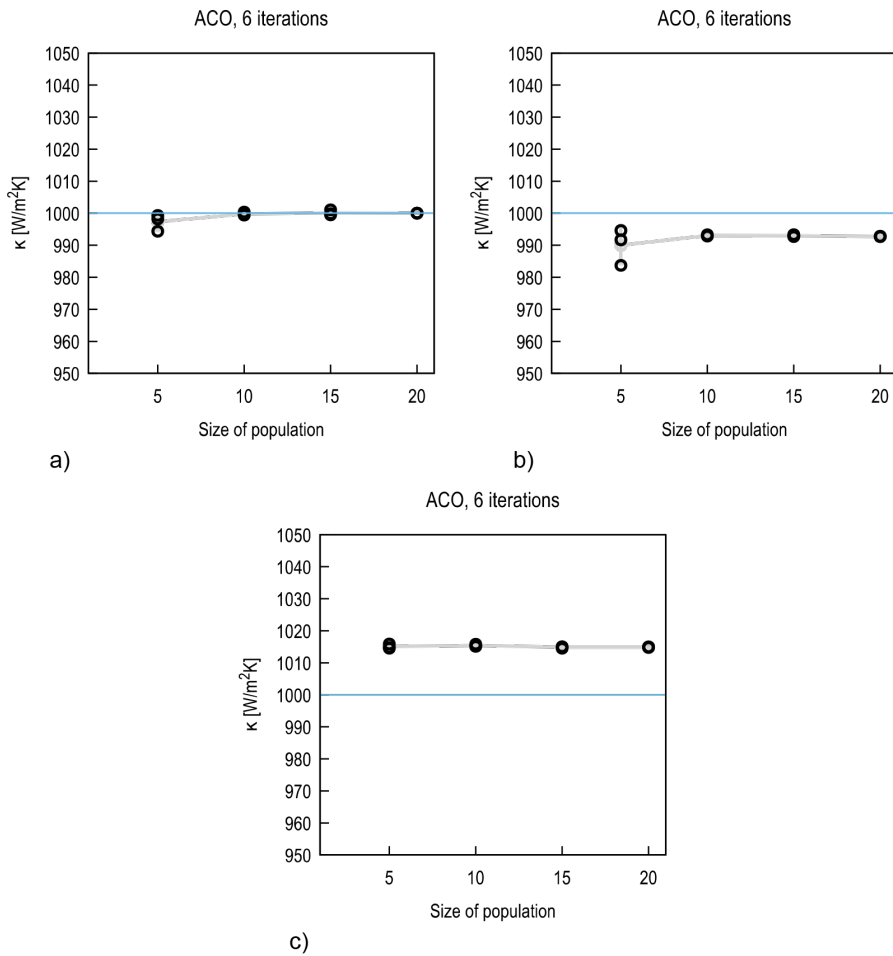 ACO, 6 iterations
1050
1040
1030
1020
1010
1000
990
980
970
960
950
κ [W/m²K]
5 10 15 20
Size of population
a)
ACO, 6 iterations
1050
1040
1030
1020
1010
1000
990
980
970
960
950
κ [W/m²K]
5 10 15 20
Size of population
b)
ACO, 6 iterations
1050
1040
1030
1020
1010
1000
990
980
970
960
950
κ [W/m²K]
5 10 15 20
Size of population
c)